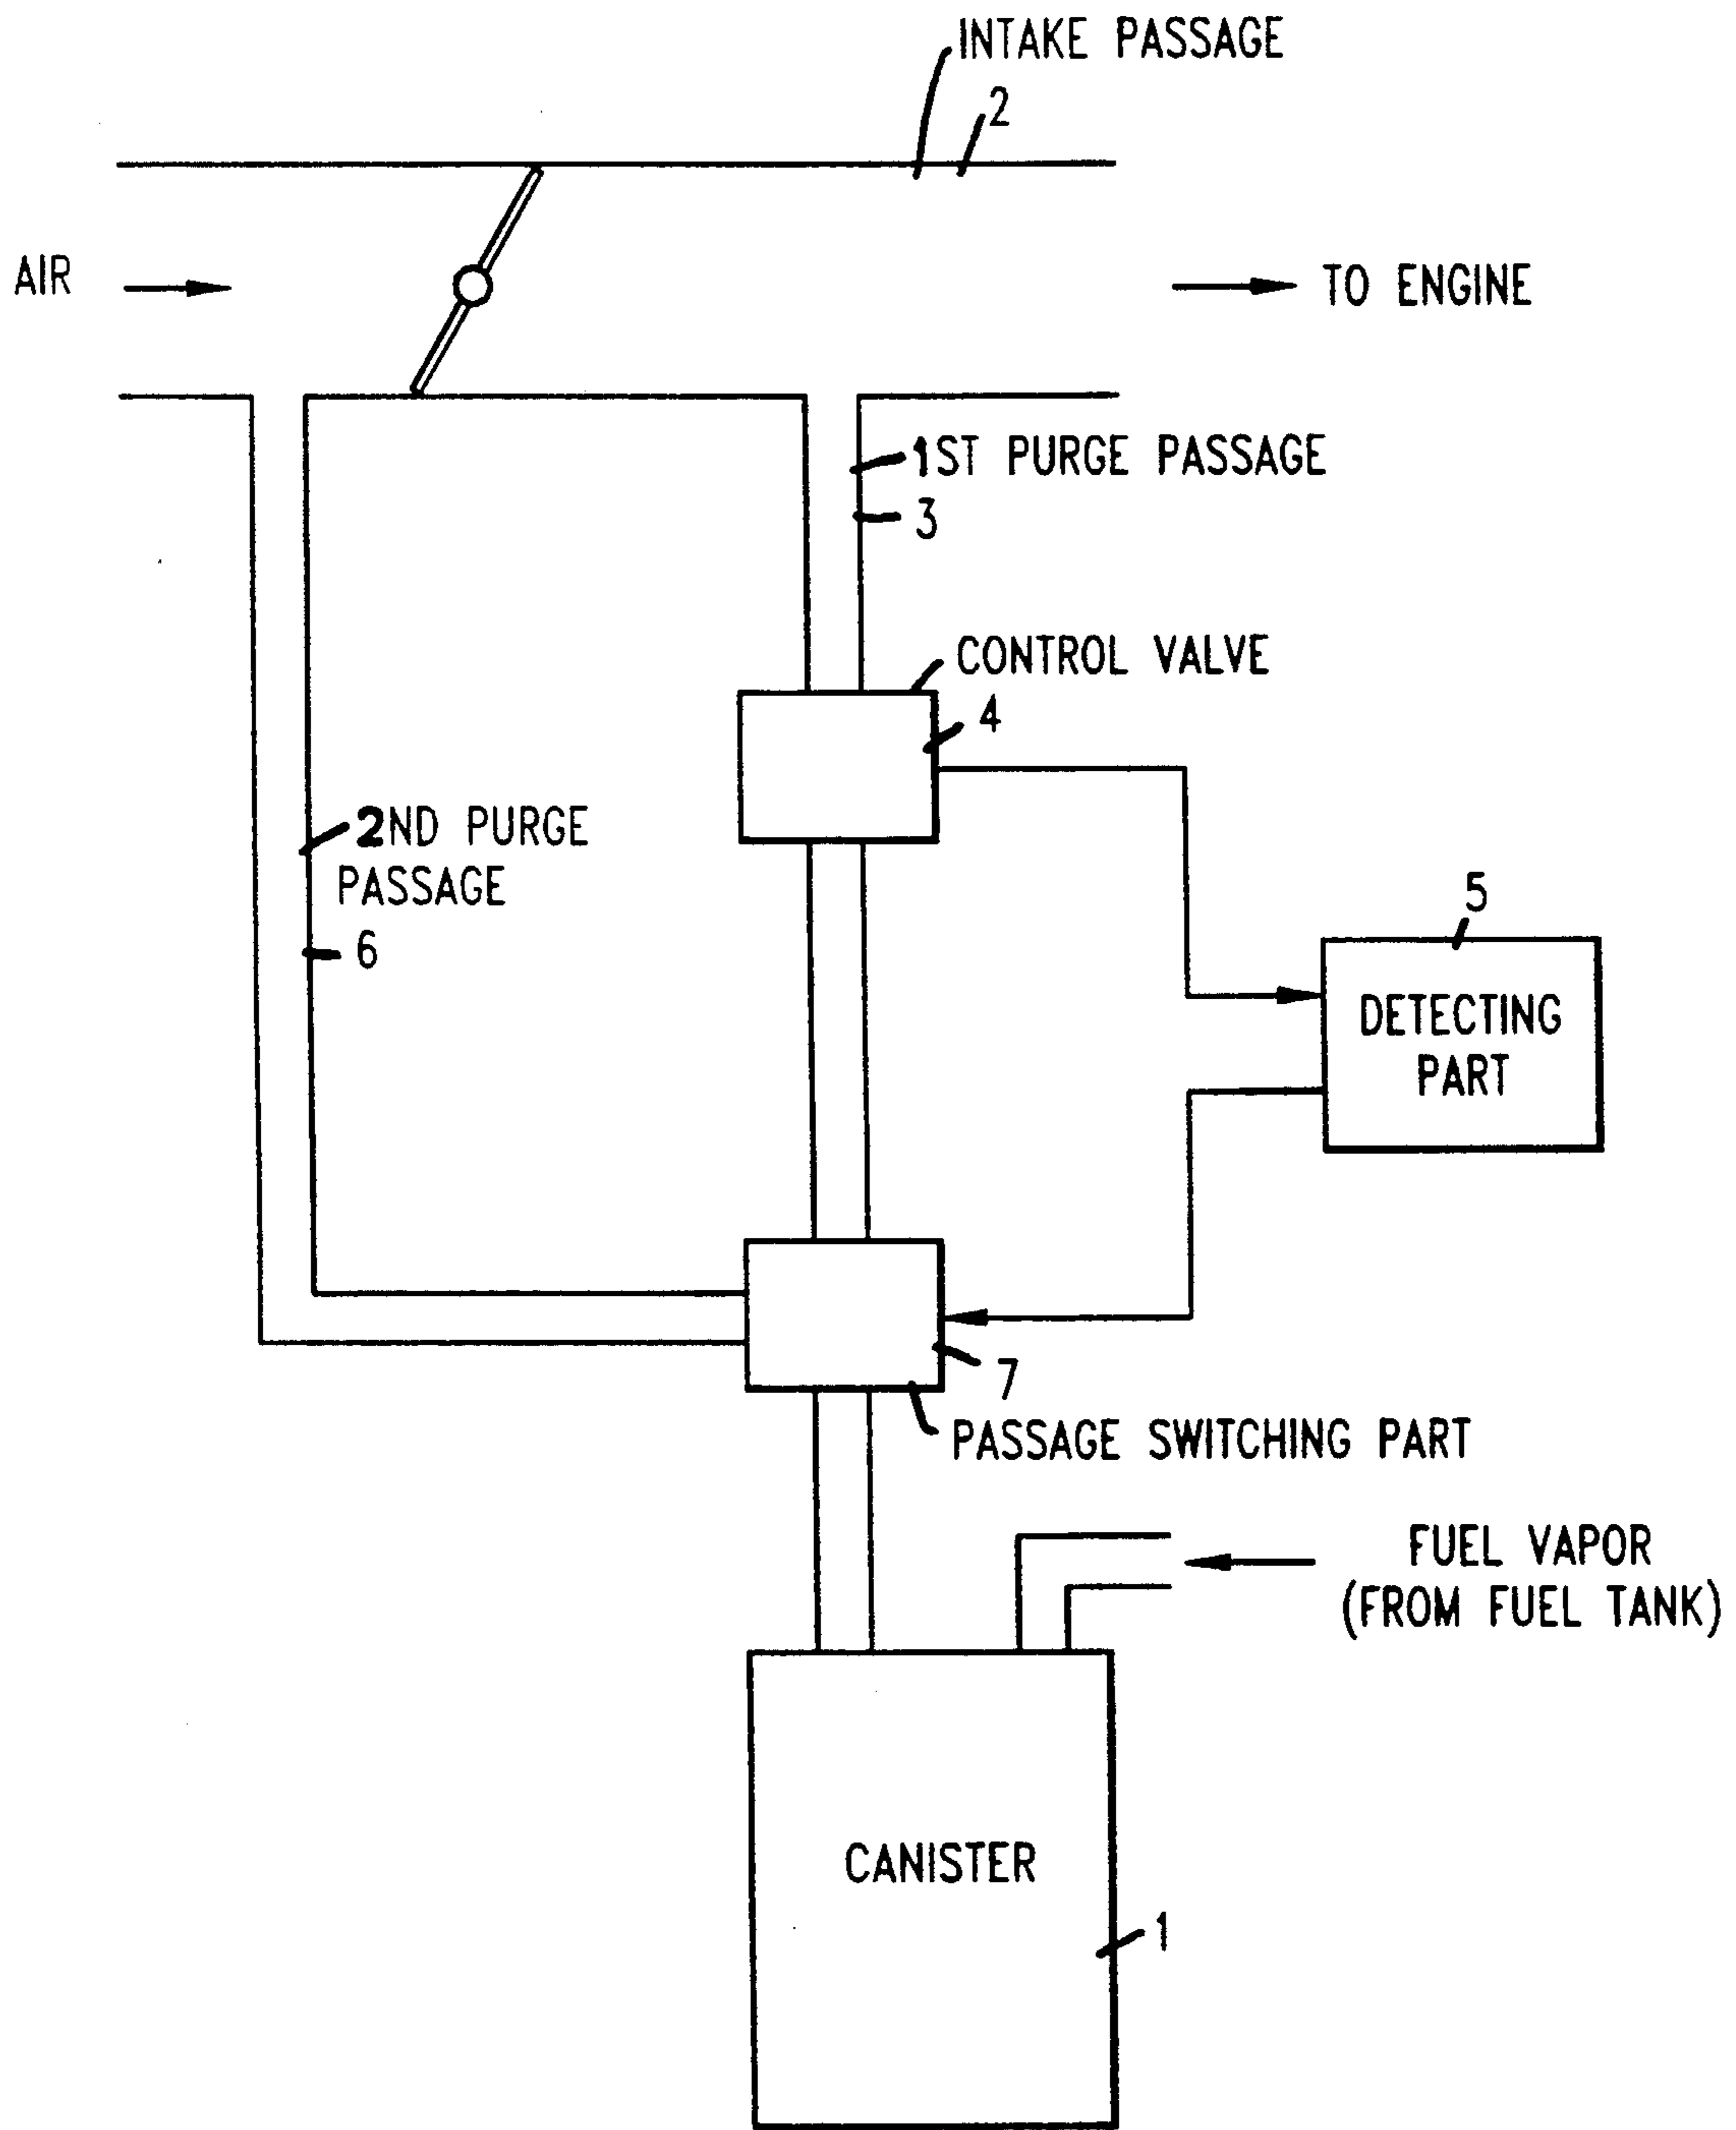 INTAKE PASSAGE
2
AIR
TO ENGINE
1ST PURGE PASSAGE
3
CONTROL VALVE
4
2ND PURGE
PASSAGE
6
5
DETECTING
PART
7
PASSAGE SWITCHING PART
FUEL VAPOR
(FROM FUEL TANK)
CANISTER
1